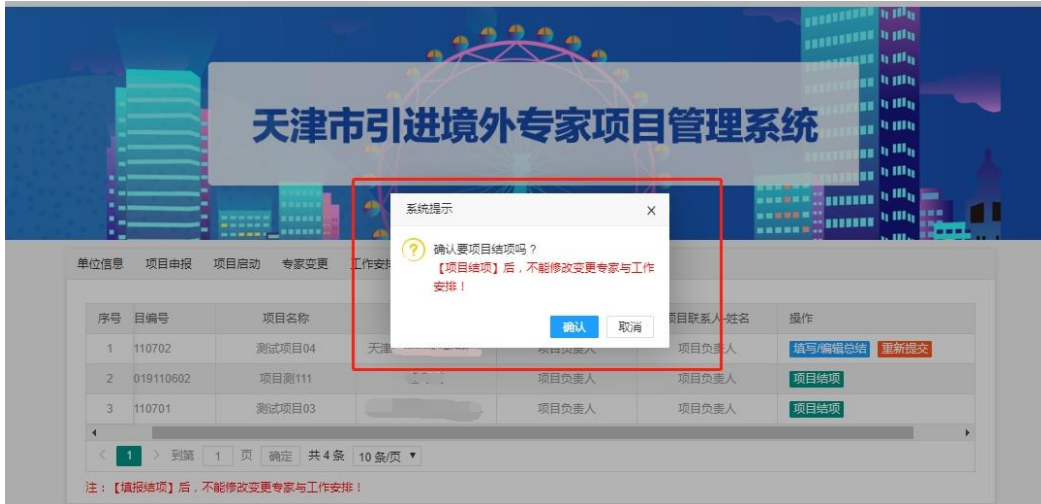 天津市引进境外专家项目管理系统
系统提示
确认要项目结项吗？
【项目结项】后，不能修改变更专家与工作
安排！
确认 取消
单位信息 项目申报 项目启动 专家变更 工作安排
序号 目编号 项目名称 项目联系人-姓名 操作
1 110702 测试项目04 天津 项目负责人 项目负责人 填写/编辑总结 重新提交
2 019110602 项目测111 项目负责人 项目负责人 项目结项
3 110701 测试项目03 项目负责人 项目负责人 项目结项
1 到第 1 页 确定 共 4 条 10 条/页
注：【填报结项】后，不能修改变更专家与工作安排！